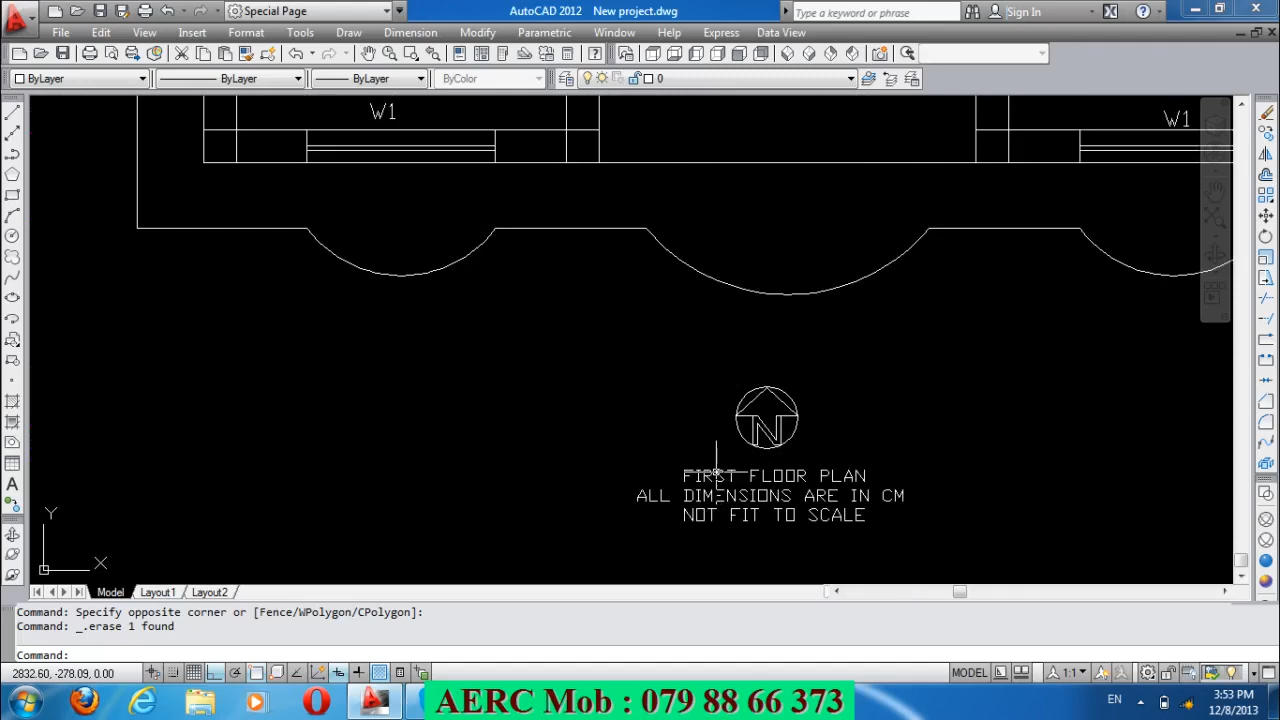 Special Page
AutoCAD 2012 New project.dwg
Type a keyword or phrase
Sign In
File Edit View Insert Format Tools Draw Dimension Modify Parametric Window Help Express Data View
ByLayer ByLayer ByLayer ByColor 0
W1
W1
N
FIRST FLOOR PLAN
ALL DIMENSIONS ARE IN CM
NOT FIT TO SCALE
Y
X
A
Model Layout1 Layout2
Command: Specify opposite corner or [Fence/WPolygon/CPolygon]:
Command: _.erase 1 found
Command:
2832.60, -278.09, 0.00
MODEL
1:1
AERC Mob : 079 88 66 373
EN
3:53 PM
12/8/2013